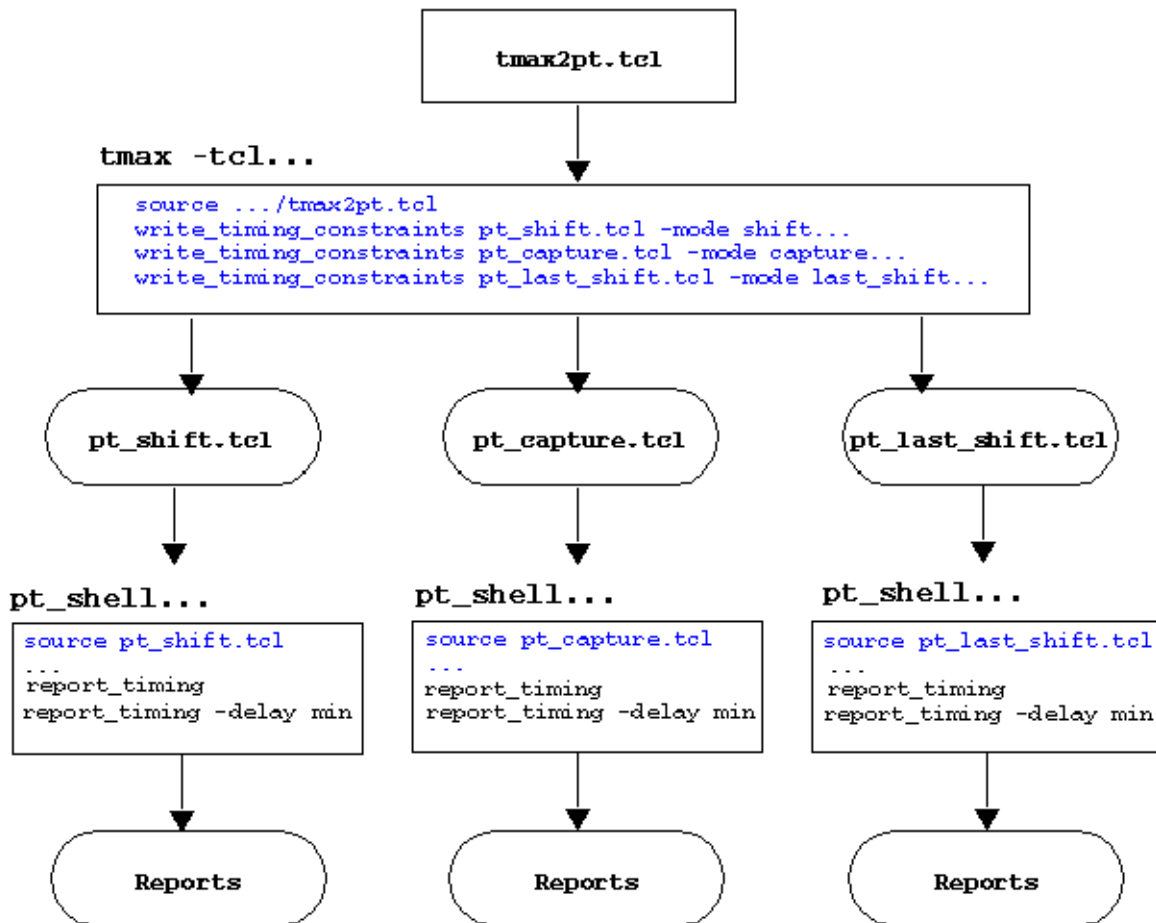 tmax2pt.tcl
tmax -tcl...
source .../tmax2pt.tcl
write_timing_constraints pt_shift.tcl -mode shift...
write_timing_constraints pt_capture.tcl -mode capture...
write_timing_constraints pt_last_shift.tcl -mode last_shift...
pt_shift.tcl
pt_capture.tcl
pt_last_shift.tcl
pt_shell...
source pt_shift.tcl
...
report_timing
report_timing -delay min
pt_shell...
source pt_capture.tcl
...
report_timing
report_timing -delay min
pt_shell...
source pt_last_shift.tcl
...
report_timing
report_timing -delay min
Reports
Reports
Reports